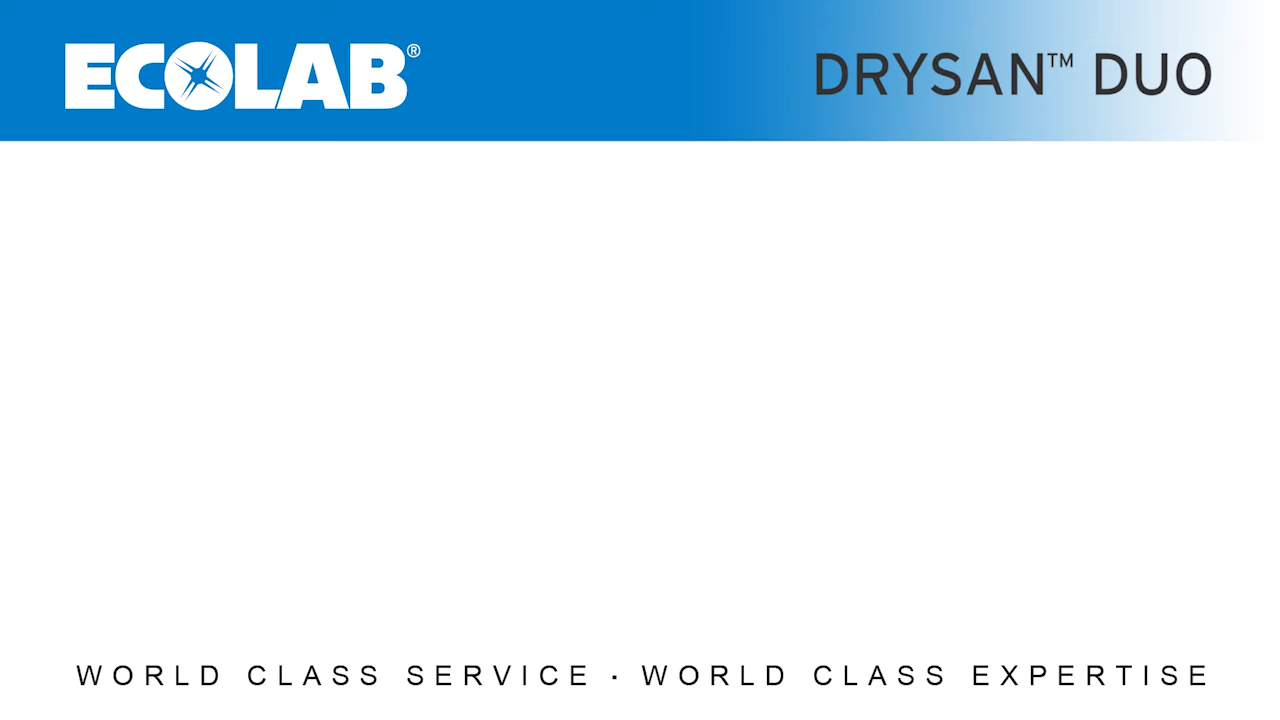 ECOLAB®
DRYSAN™ DUO
WORLD CLASS SERVICE · WORLD CLASS EXPERTISE